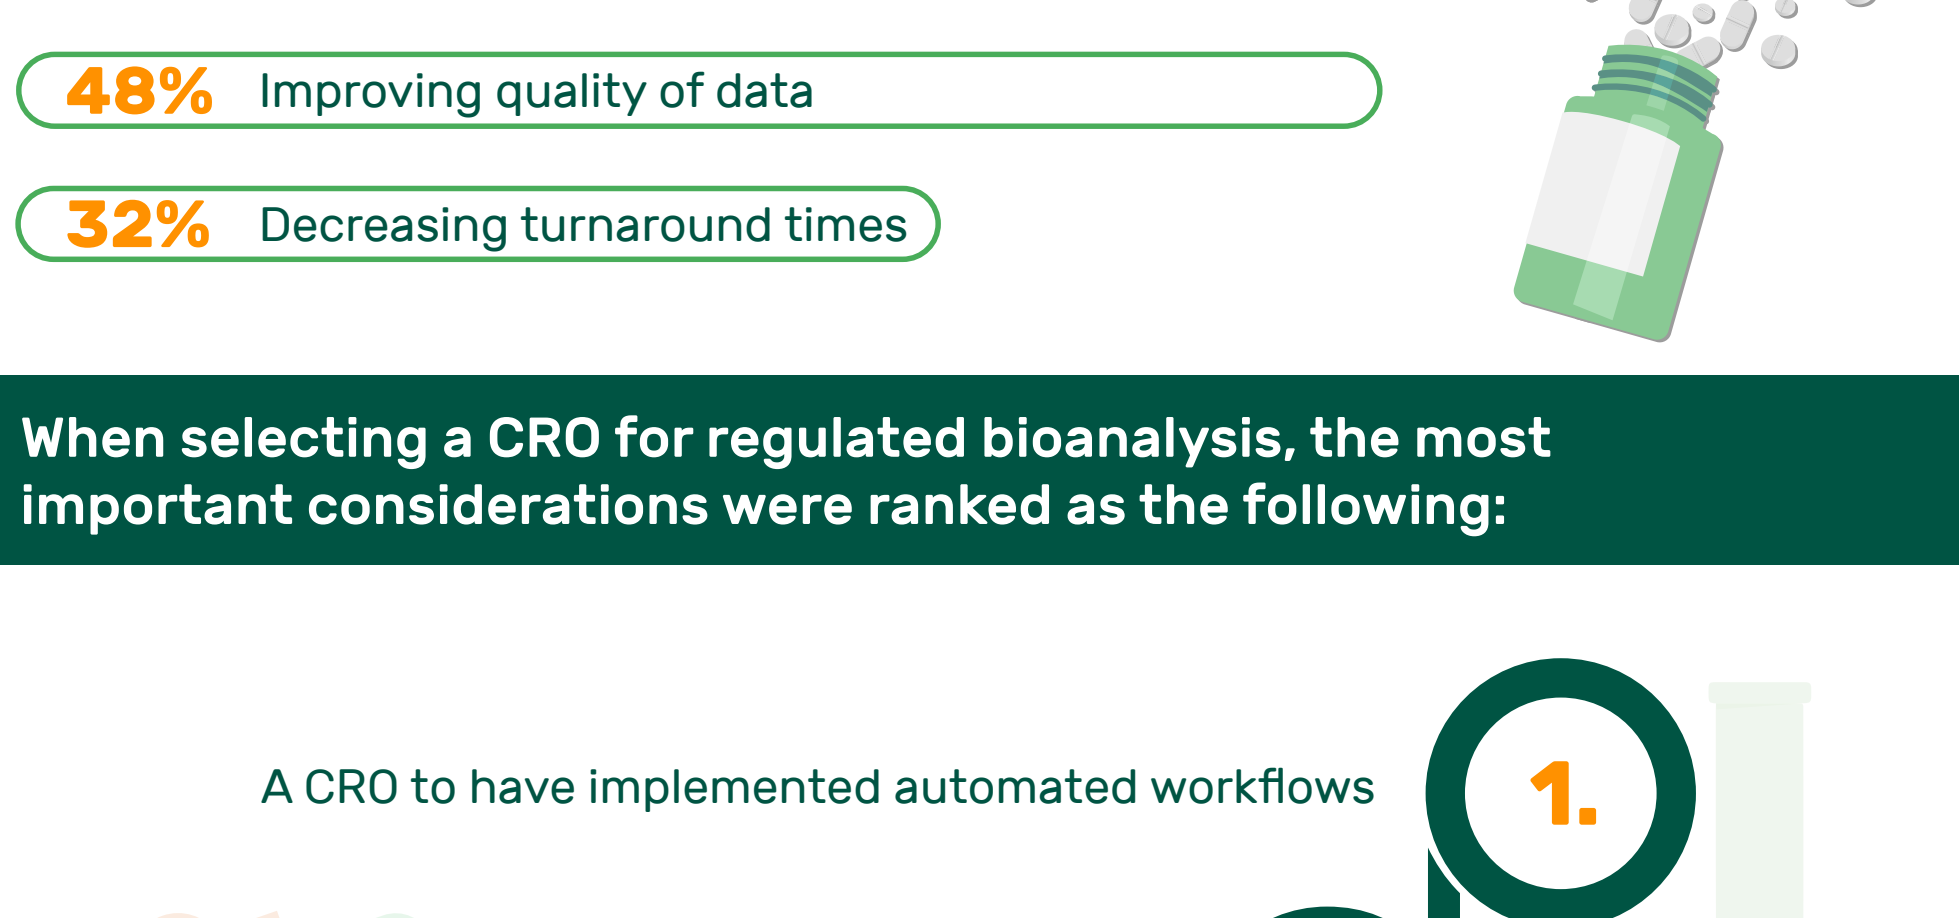 48% Improving quality of data
32% Decreasing turnaround times
When selecting a CRO for regulated bioanalysis, the most
important considerations were ranked as the following:
A CRO to have implemented automated workflows 1.